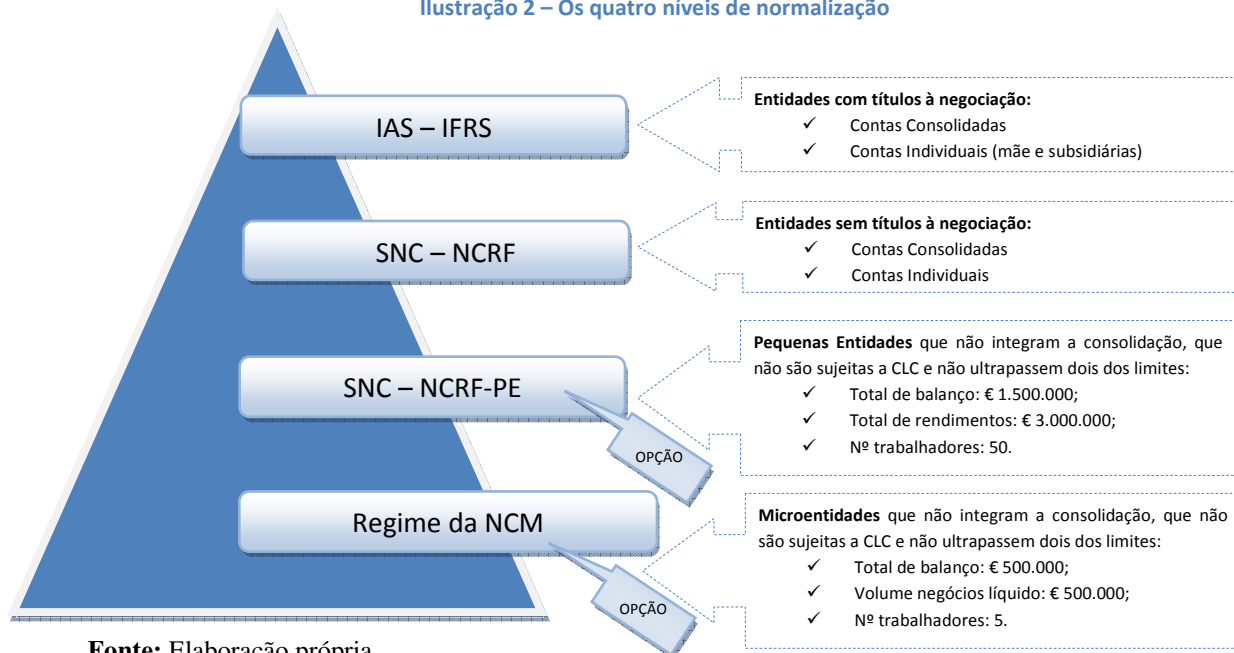 Ilustração 2 – Os quatro níveis de normalização
IAS – IFRS
Entidades com títulos à negociação:
✓ Contas Consolidadas
✓ Contas Individuais (mãe e subsidiárias)
SNC – NCRF
Entidades sem títulos à negociação:
✓ Contas Consolidadas
✓ Contas Individuais
SNC – NCRF-PE
OPÇÃO
Pequenas Entidades que não integram a consolidação, que
não são sujeitas a CLC e não ultrapassem dois dos limites:
✓ Total de balanço: € 1.500.000;
✓ Total de rendimentos: € 3.000.000;
✓ Nº trabalhadores: 50.
Regime da NCM
OPÇÃO
Microentidades que não integram a consolidação, que não
são sujeitas a CLC e não ultrapassem dois dos limites:
✓ Total de balanço: € 500.000;
✓ Volume negócios líquido: € 500.000;
✓ Nº trabalhadores: 5.
Fonte: Elaboração própria